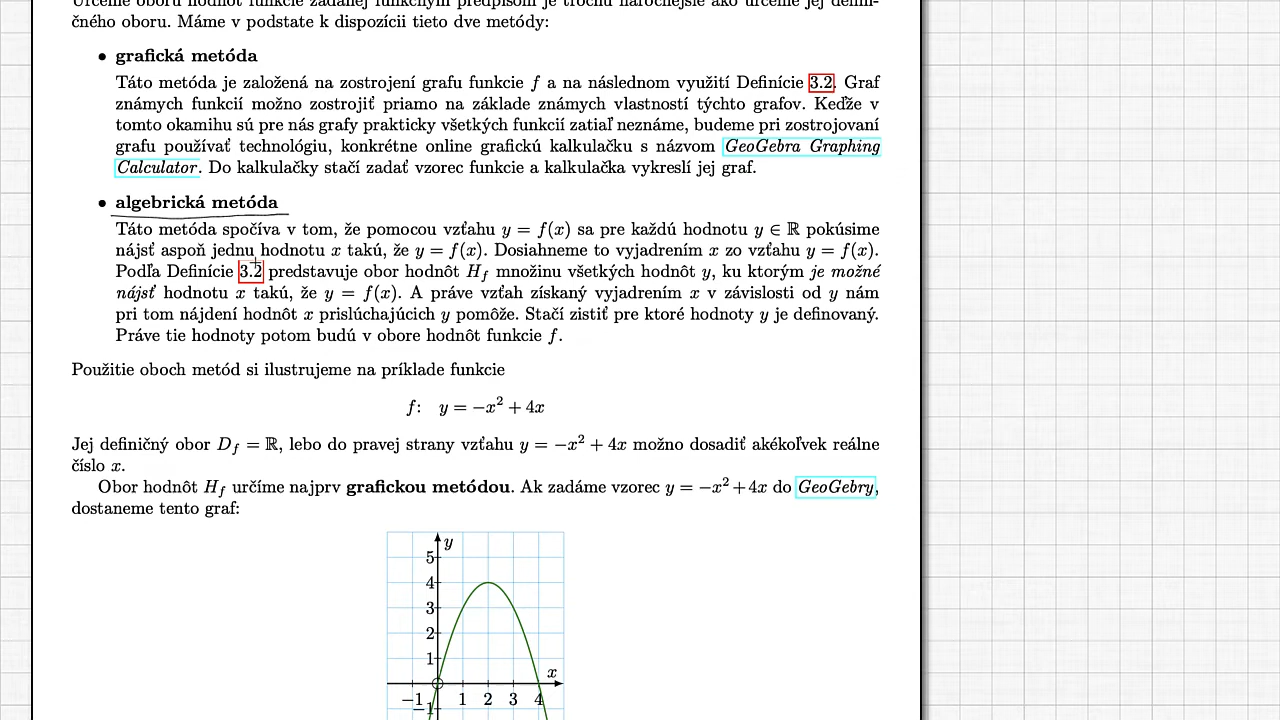 Určenie oboru hodnôt funkcie zadanej funkčným predpisom je trochu náročnejšie ako určenie jej defini-
čného oboru. Máme v podstate k dispozícii tieto dve metódy:
• grafická metóda
Táto metóda je založená na zostrojení grafu funkcie f a na následnom využití Definície 3.2. Graf
známych funkcií možno zostrojiť priamo na základe známych vlastností týchto grafov. Keďže v
tomto okamihu sú pre nás grafy prakticky všetkých funkcií zatiaľ neznáme, budeme pri zostrojovaní
grafu používať technológiu, konkrétne online grafickú kalkulačku s názvom GeoGebra Graphing
Calculator. Do kalkulačky stačí zadať vzorec funkcie a kalkulačka vykreslí jej graf.
• algebrická metóda
Táto metóda spočíva v tom, že pomocou vzťahu y = f(x) sa pre každú hodnotu y ∈ ℝ pokúsime
nájsť aspoň jednu hodnotu x takú, že y = f(x). Dosiahneme to vyjadrením x zo vzťahu y = f(x).
Podľa Definície 3.2 predstavuje obor hodnôt H_f množinu všetkých hodnôt y, ku ktorým je možné
nájsť hodnotu x takú, že y = f(x). A práve vzťah získaný vyjadrením x v závislosti od y nám
pri tom nájdení hodnôt x prislúchajúcich y pomôže. Stačí zistiť pre ktoré hodnoty y je definovaný.
Práve tie hodnoty potom budú v obore hodnôt funkcie f.
Použitie oboch metód si ilustrujeme na príklade funkcie
f: y = −x² + 4x
Jej definičný obor D_f = ℝ, lebo do pravej strany vzťahu y = −x² + 4x možno dosadiť akékoľvek reálne
číslo x.
Obor hodnôt H_f určíme najprv grafickou metódou. Ak zadáme vzorec y = −x² + 4x do GeoGebry,
dostaneme tento graf:
y
5
4
3
2
1
x
−1 1 2 3 4
−1